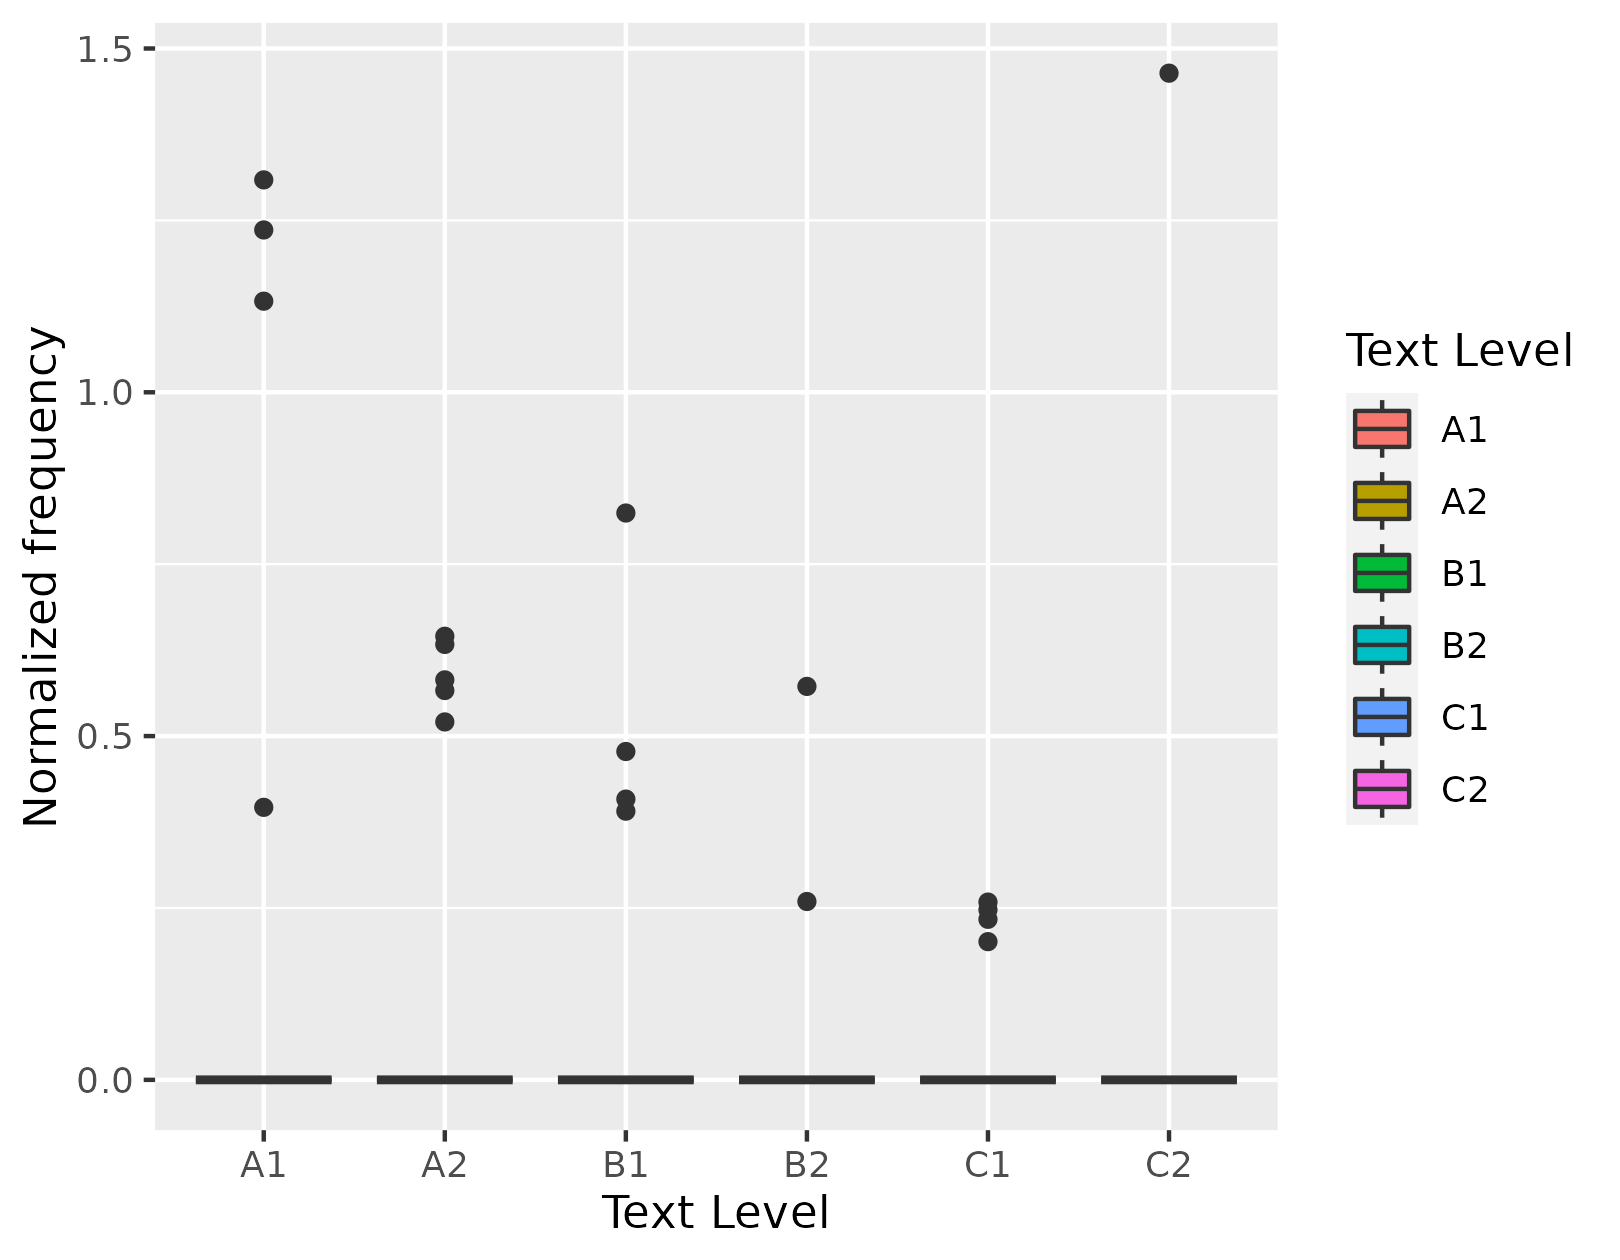 1.5
1.0
0.5
0.0
Normalized frequency
A1 A2 B1 B2 C1 C2
Text Level
Text Level
A1
A2
B1
B2
C1
C2